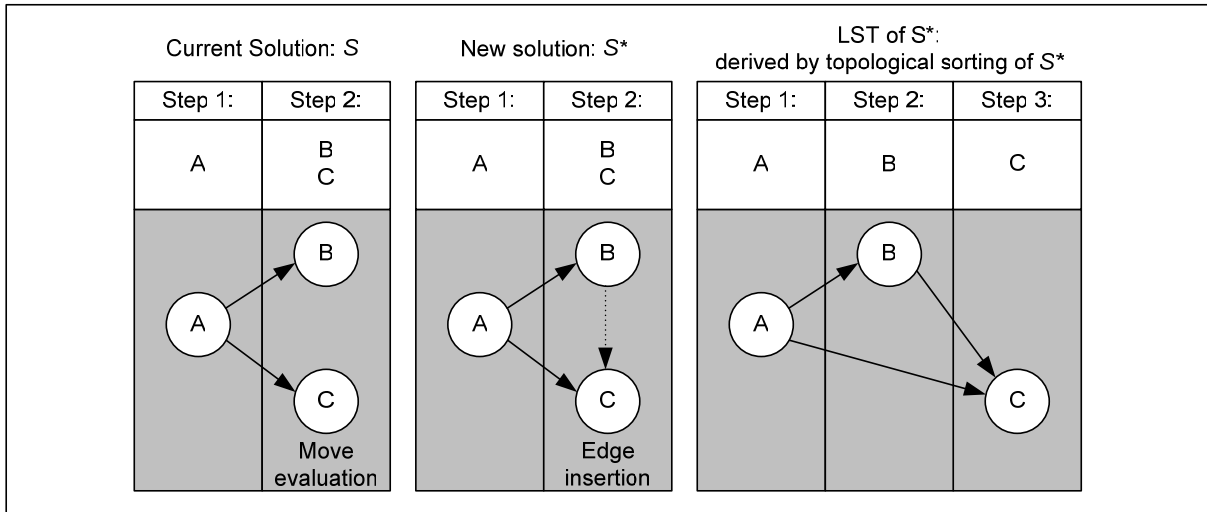 Current Solution: S
Step 1:
Step 2:
A
B
C
B
A
C
Move
evaluation
New solution: S*
Step 1:
Step 2:
A
B
C
B
A
C
Edge
insertion
LST of S*:
derived by topological sorting of S*
Step 1:
Step 2:
Step 3:
A
B
C
B
A
C